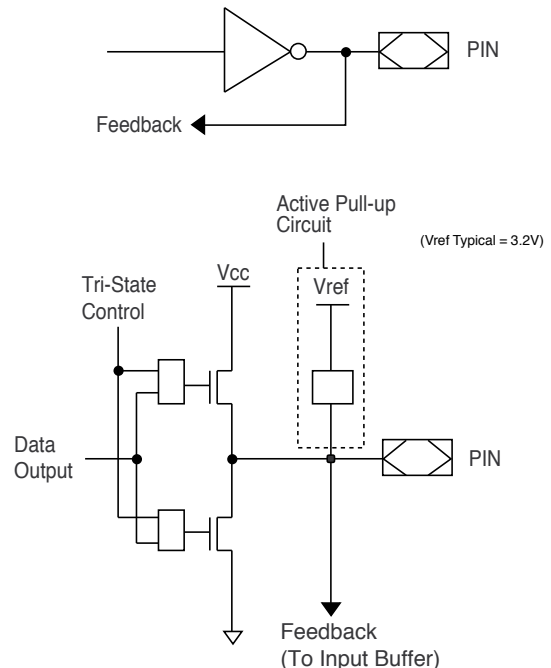 PIN
Feedback
Active Pull-up
Circuit
(Vref Typical = 3.2V)
Vcc
Vref
Tri-State
Control
Data
Output
PIN
Feedback
(To Input Buffer)